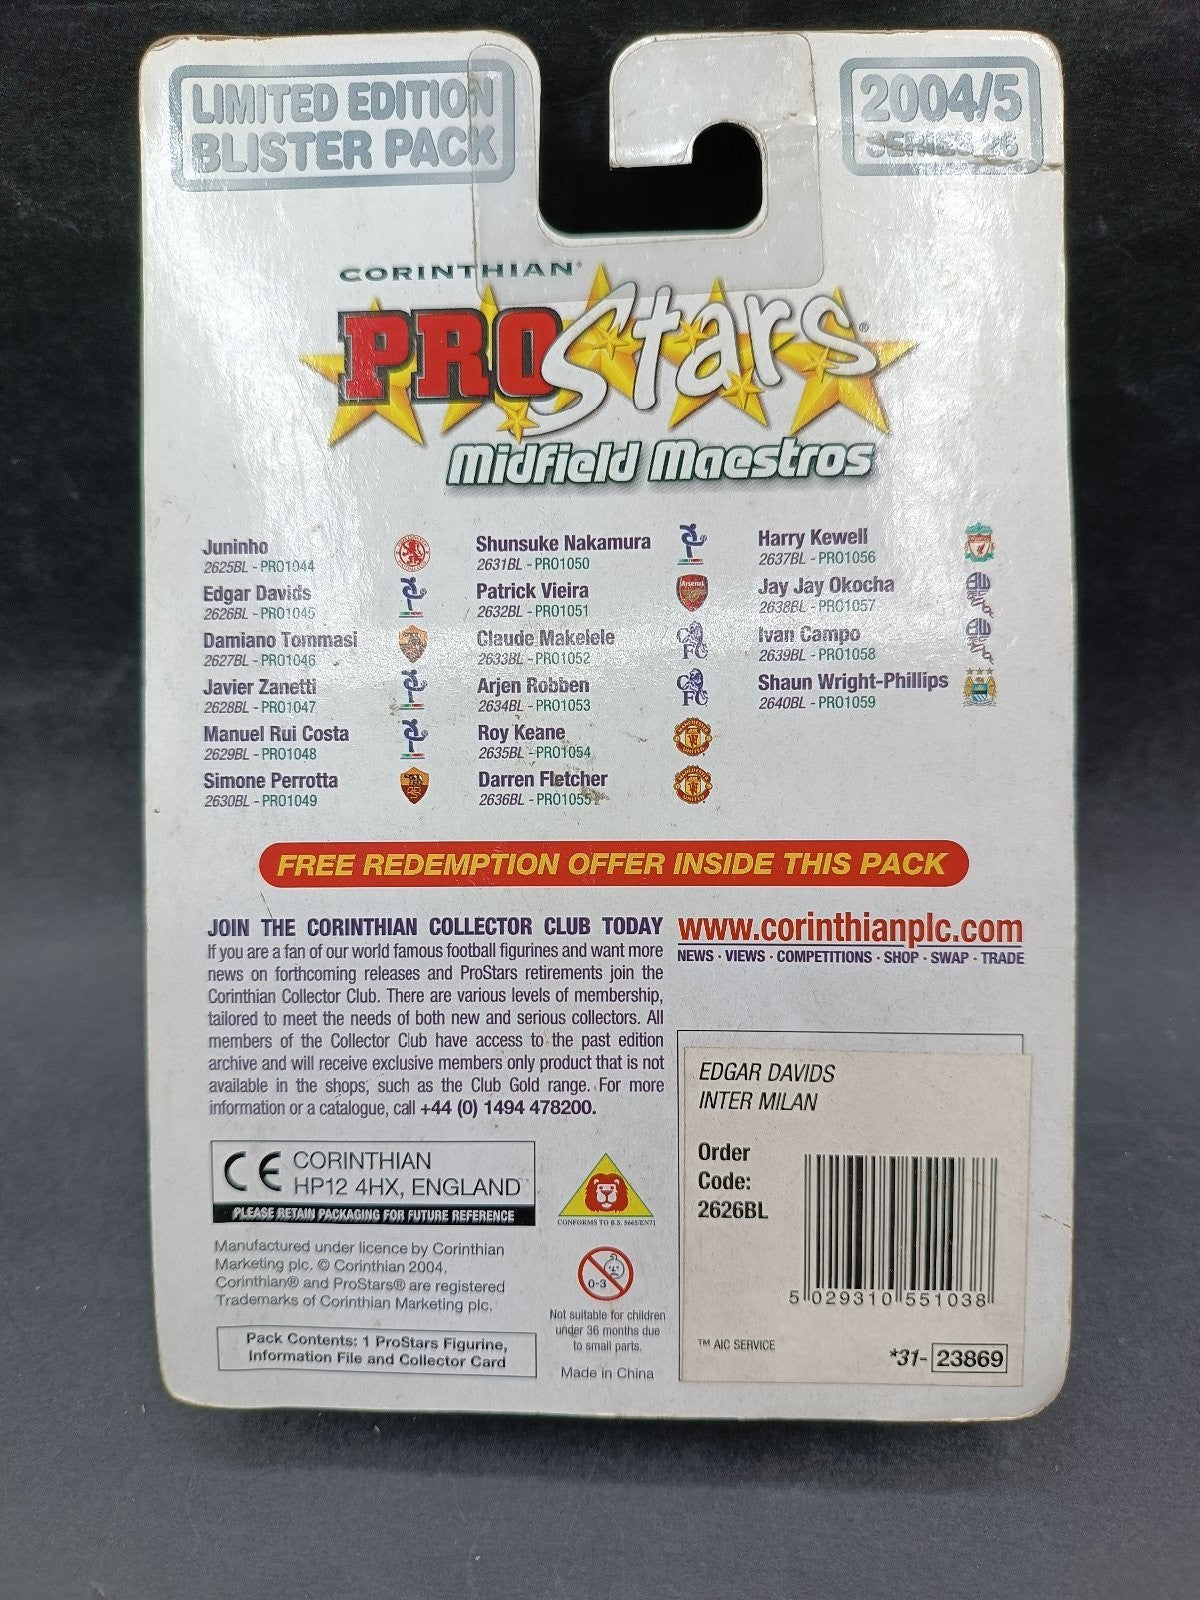 LIMITED EDITION
BLISTER PACK
2004/5
SERIES 26
CORINTHIAN®
PROStars®
Midfield Maestros
Juninho
2625BL - PRO1044
Edgar Davids
2626BL - PRO1045
Damiano Tommasi
2627BL - PRO1046
Javier Zanetti
2628BL - PRO1047
Manuel Rui Costa
2629BL - PRO1048
Simone Perrotta
2630BL - PRO1049
Shunsuke Nakamura
2631BL - PRO1050
Patrick Vieira
2632BL - PRO1051
Arsenal
Claude Makelele
2633BL - PRO1052
Arjen Robben
2634BL - PRO1053
Roy Keane
2635BL - PRO1054
Darren Fletcher
2636BL - PRO1055
Harry Kewell
2637BL - PRO1056
Jay Jay Okocha
2638BL - PRO1057
Ivan Campo
2639BL - PRO1058
Shaun Wright-Phillips
2640BL - PRO1059
FREE REDEMPTION OFFER INSIDE THIS PACK
JOIN THE CORINTHIAN COLLECTOR CLUB TODAY
If you are a fan of our world famous football figurines and want more
news on forthcoming releases and ProStars retirements join the
Corinthian Collector Club. There are various levels of membership,
tailored to meet the needs of both new and serious collectors. All
members of the Collector Club have access to the past edition
archive and will receive exclusive members only product that is not
available in the shops, such as the Club Gold range. For more
information or a catalogue, call +44 (0) 1494 478200.
www.corinthianplc.com
NEWS · VIEWS · COMPETITIONS · SHOP · SWAP · TRADE
CE CORINTHIAN
HP12 4HX, ENGLAND
PLEASE RETAIN PACKAGING FOR FUTURE REFERENCE
Manufactured under licence by Corinthian
Marketing plc. © Corinthian 2004.
Corinthian® and ProStars® are registered
Trademarks of Corinthian Marketing plc.
Pack Contents: 1 ProStars Figurine,
Information File and Collector Card
CONFORMS TO B.S. 5665/EN71
0-3
Not suitable for children
under 36 months due
to small parts.
Made in China
EDGAR DAVIDS
INTER MILAN
Order
Code:
2626BL
5 029310 551038
™ AIC SERVICE
*31- 23869